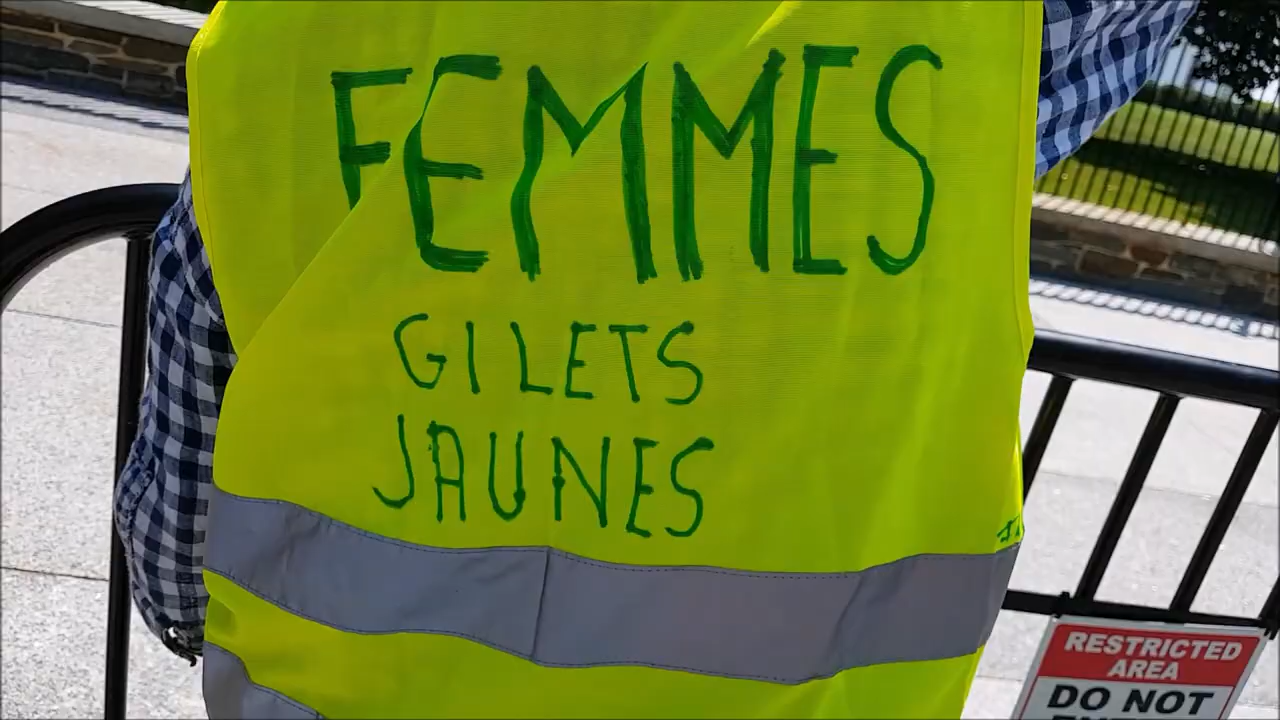 FEMMES
GILETS
JAUNES
RESTRICTED
AREA
DO NOT